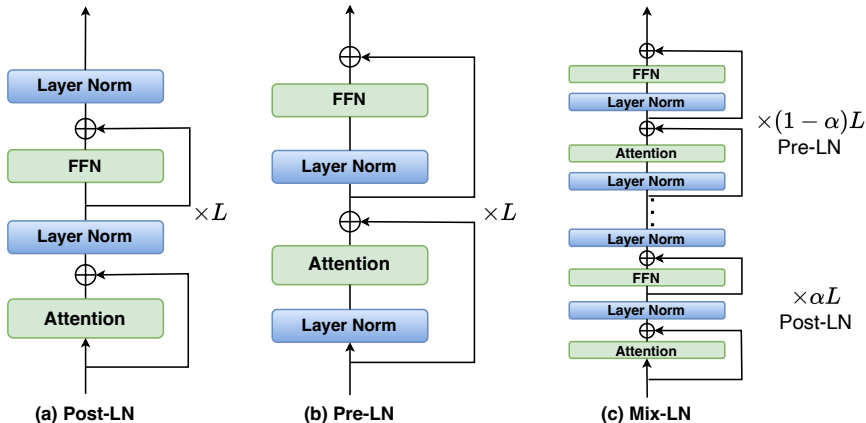 Layer Norm
FFN
Layer Norm
Attention
×L
(a) Post-LN
FFN
Layer Norm
Attention
Layer Norm
×L
(b) Pre-LN
FFN
Layer Norm
Attention
Layer Norm
×(1 − α)L
Pre-LN
Layer Norm
FFN
Layer Norm
Attention
×αL
Post-LN
(c) Mix-LN